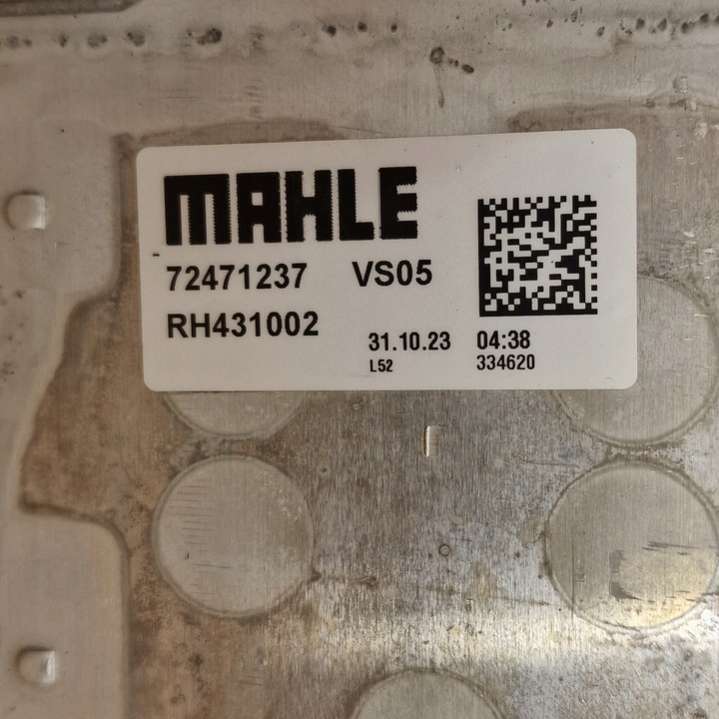 MAHLE
72471237 VS05
RH431002
31.10.23 04:38
L52 334620